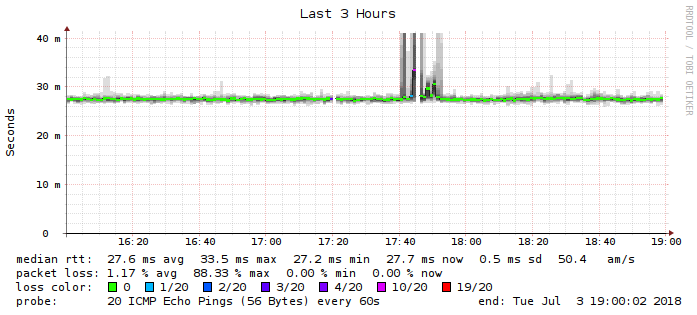 Last 3 Hours
RRDTOOL / TOBI OETIKER
Seconds
40 m
30 m
20 m
10 m
0
16:20 16:40 17:00 17:20 17:40 18:00 18:20 18:40 19:00
median rtt: 27.6 ms avg 33.5 ms max 27.2 ms min 27.7 ms now 0.5 ms sd 50.4 am/s
packet loss: 1.17 % avg 88.33 % max 0.00 % min 0.00 % now
loss color: 0 1/20 2/20 3/20 4/20 10/20 19/20
probe: 20 ICMP Echo Pings (56 Bytes) every 60s end: Tue Jul 3 19:00:02 2018